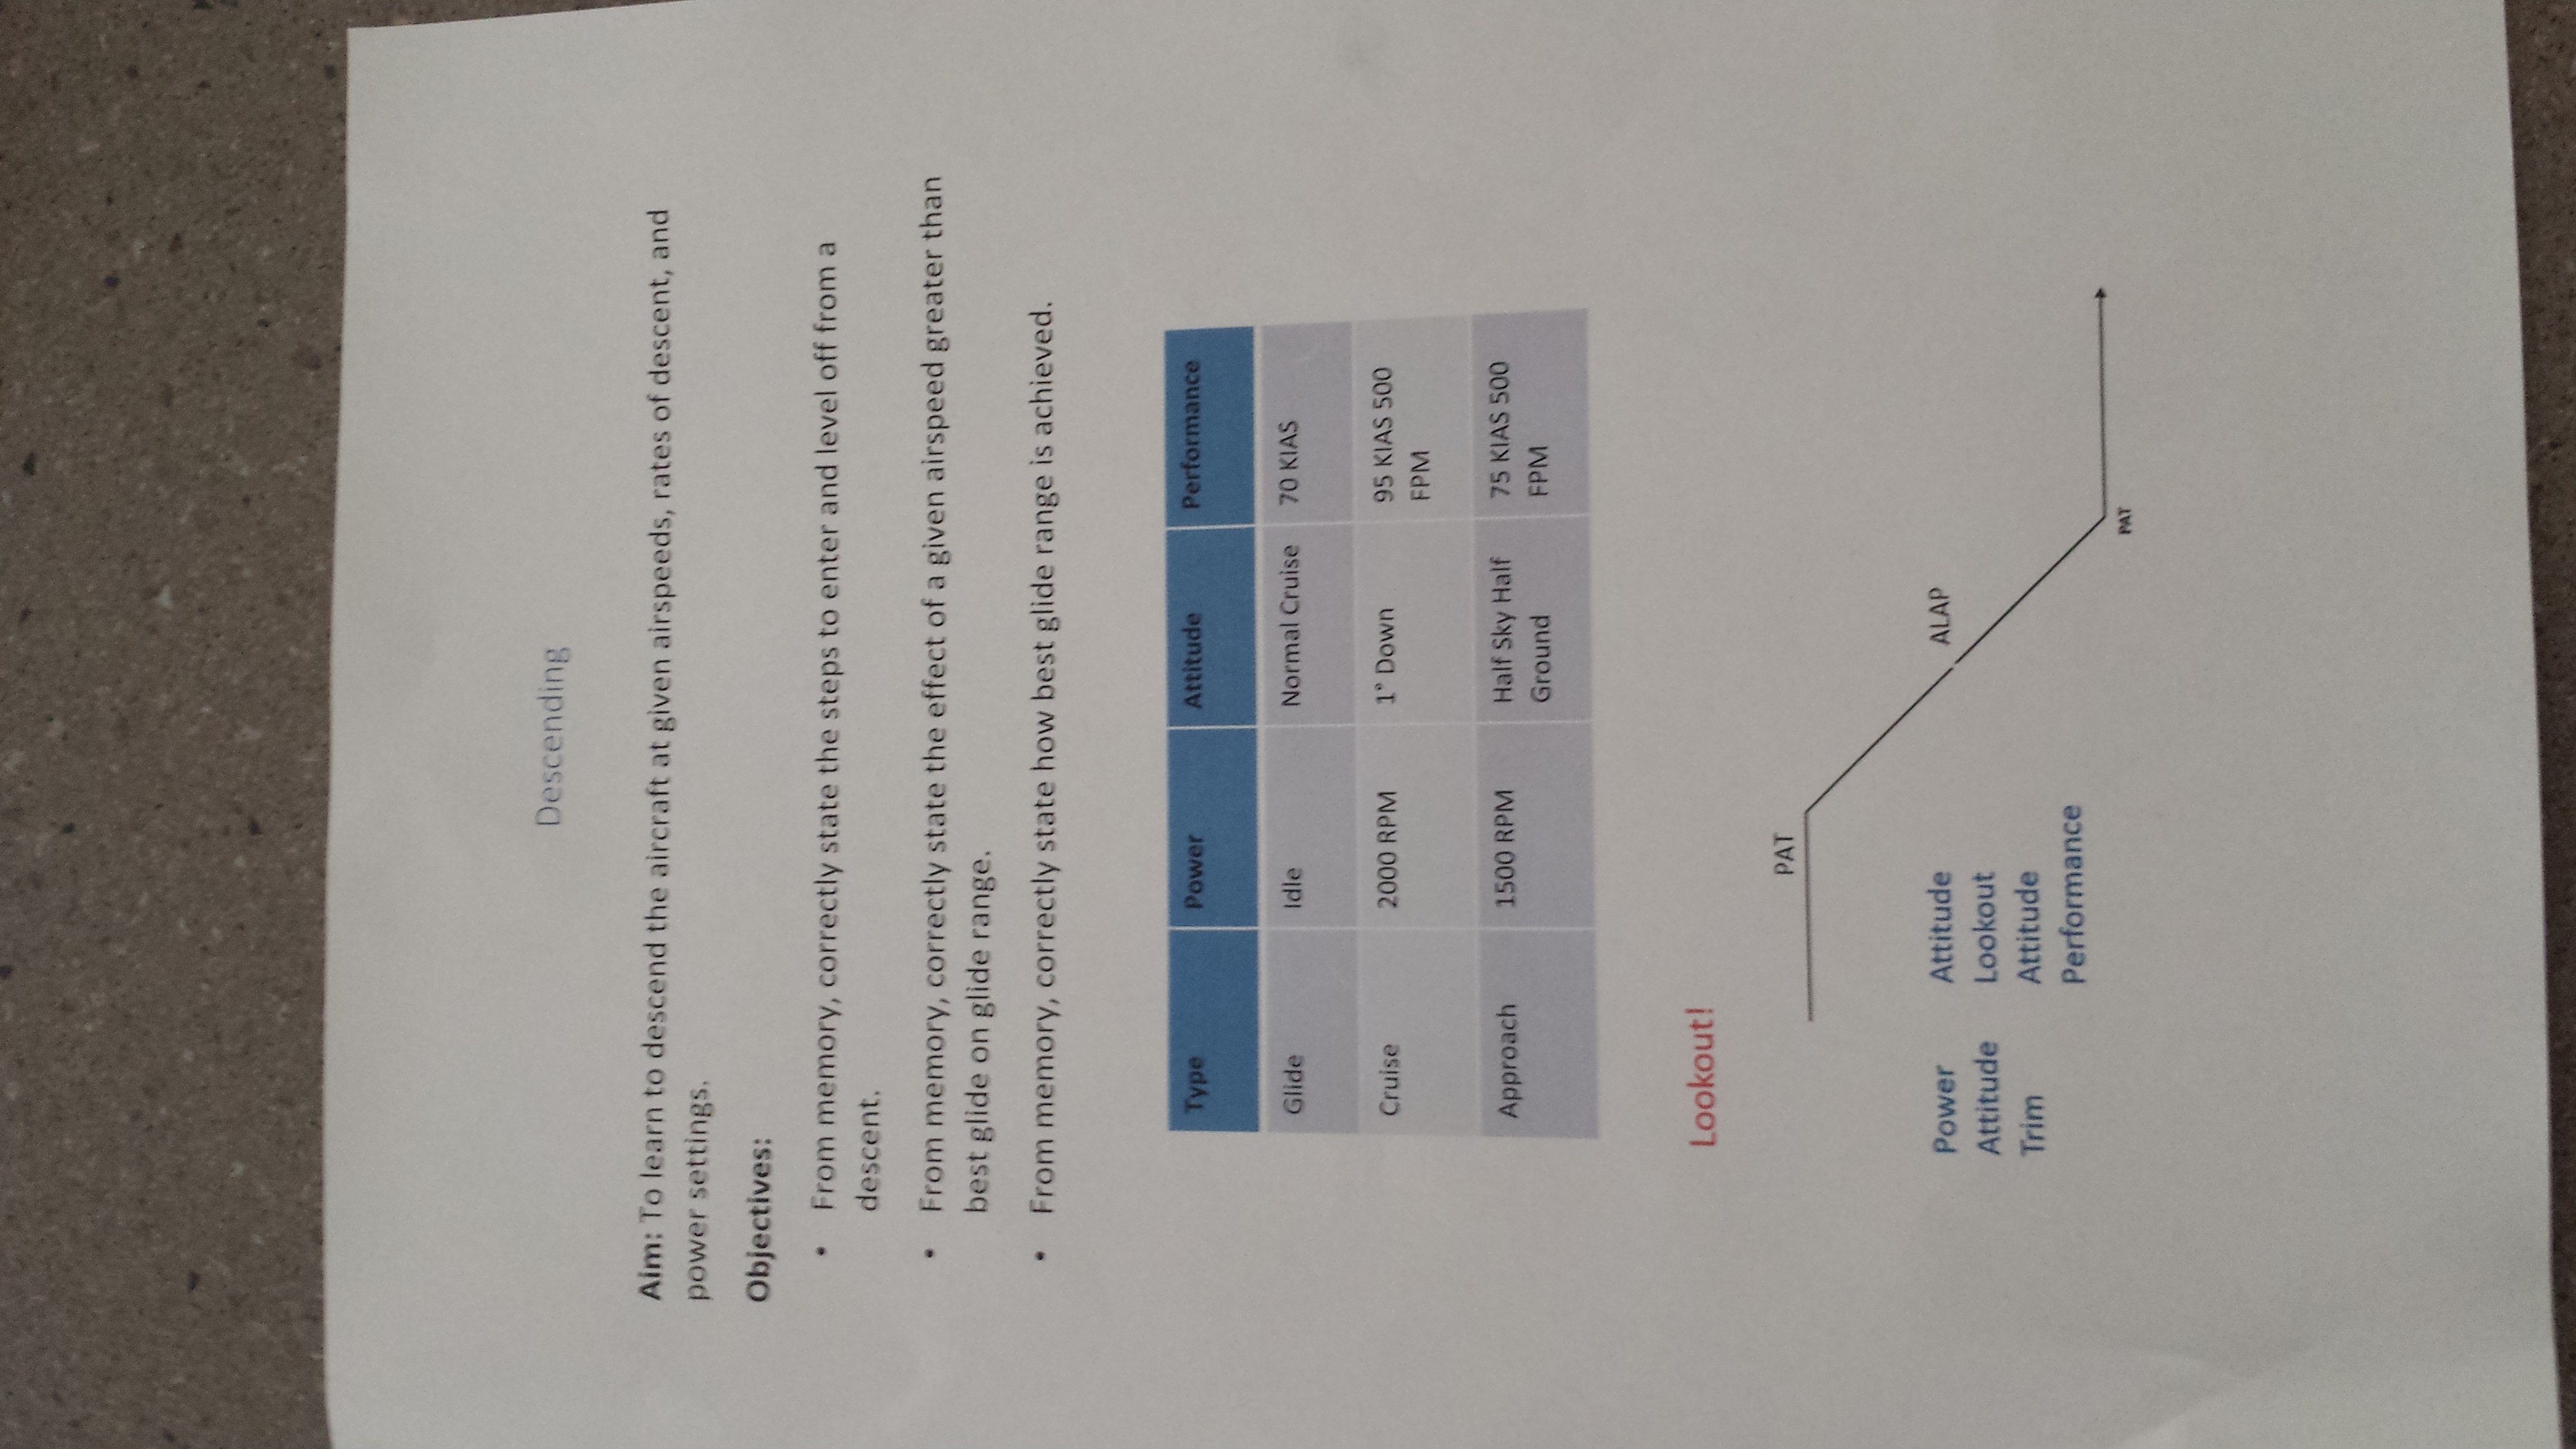 Descending
Aim: To learn to descend the aircraft at given airspeeds, rates of descent, and
power settings.
Objectives:
• From memory, correctly state the steps to enter and level off from a
descent.
• From memory, correctly state the effect of a given airspeed greater than
best glide on glide range.
• From memory, correctly state how best glide range is achieved.
Type Power Attitude Performance
Glide Idle Normal Cruise 70 KIAS
Cruise 2000 RPM 1° Down 95 KIAS 500
FPM
Approach 1500 RPM Half Sky Half 75 KIAS 500
Ground FPM
Lookout!
PAT
ALAP
PAT
Power Attitude
Attitude Lookout
Trim Attitude
Performance